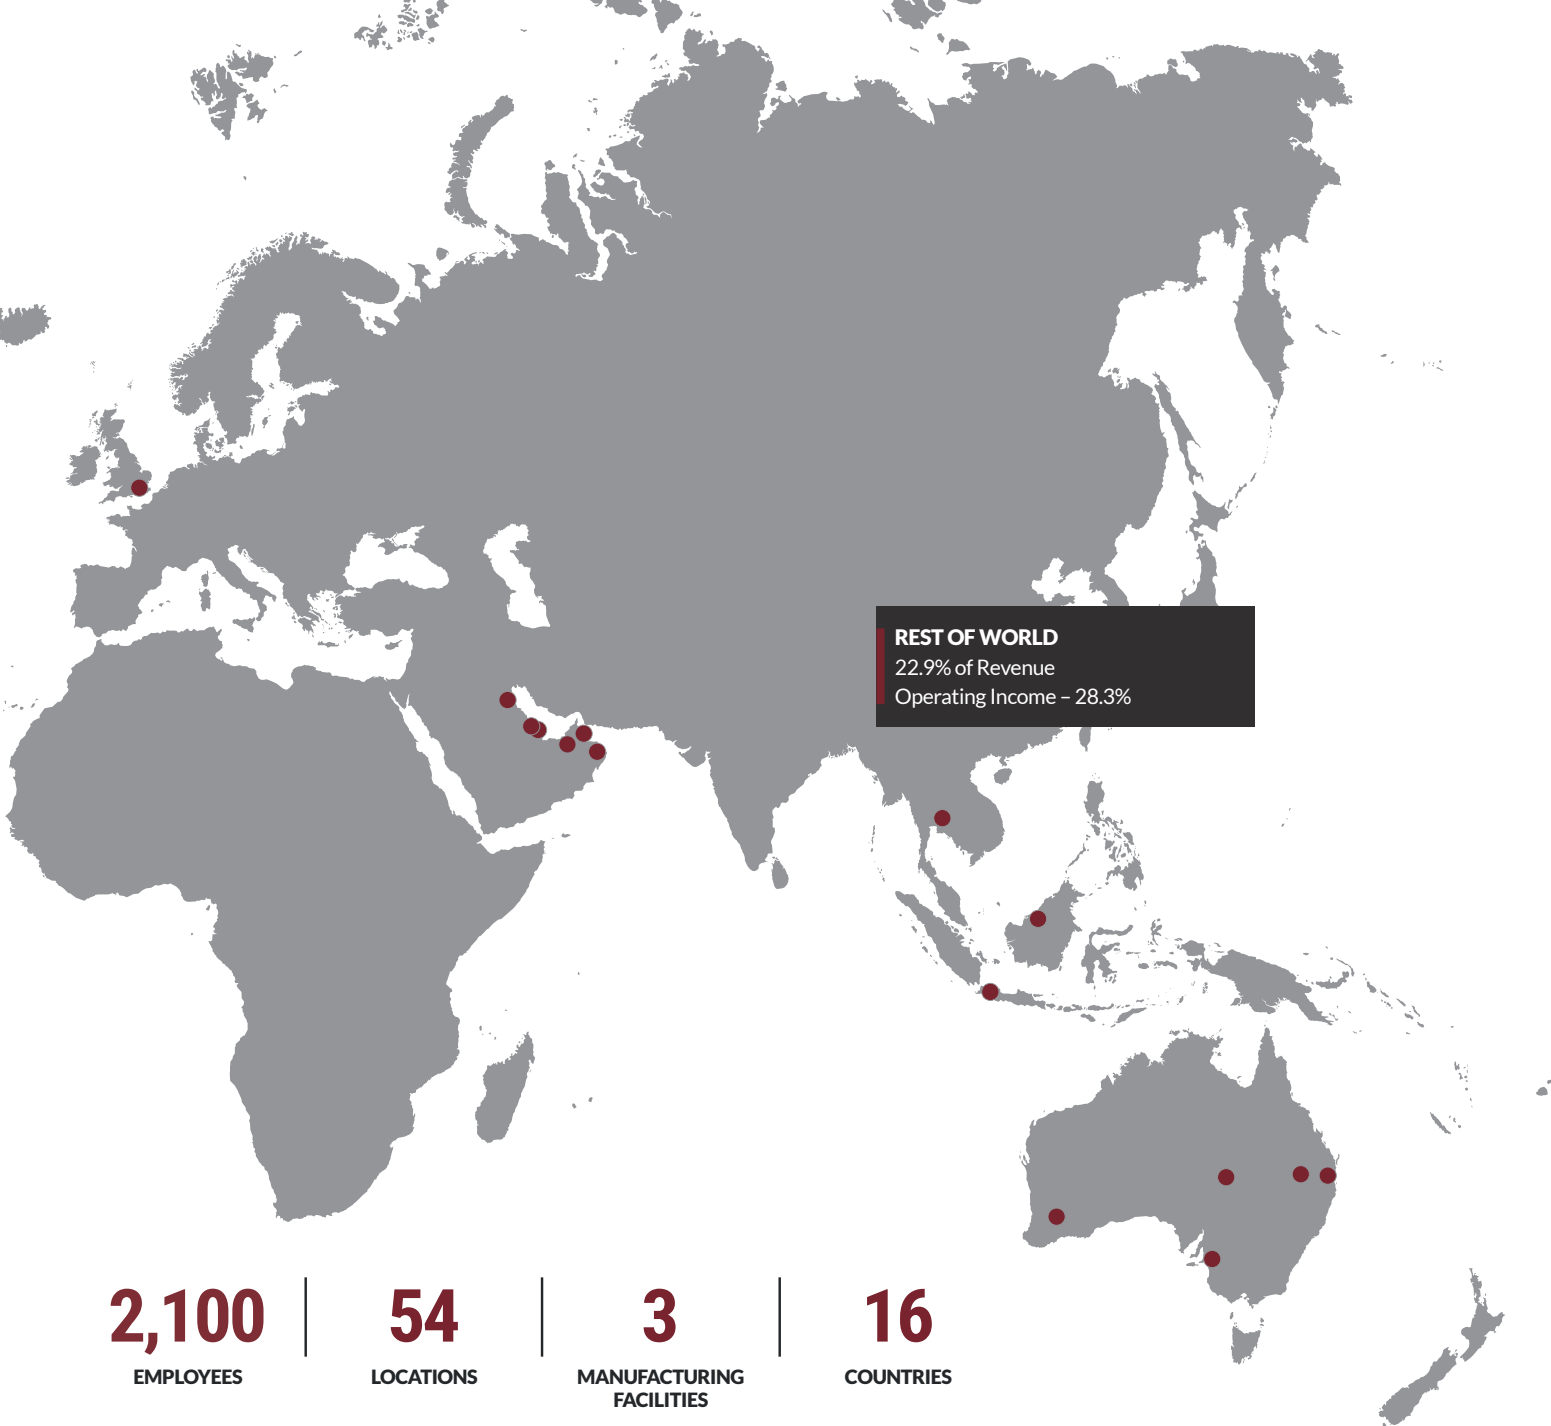 REST OF WORLD
22.9% of Revenue
Operating Income – 28.3%
2,100
EMPLOYEES
54
LOCATIONS
3
MANUFACTURING
FACILITIES
16
COUNTRIES